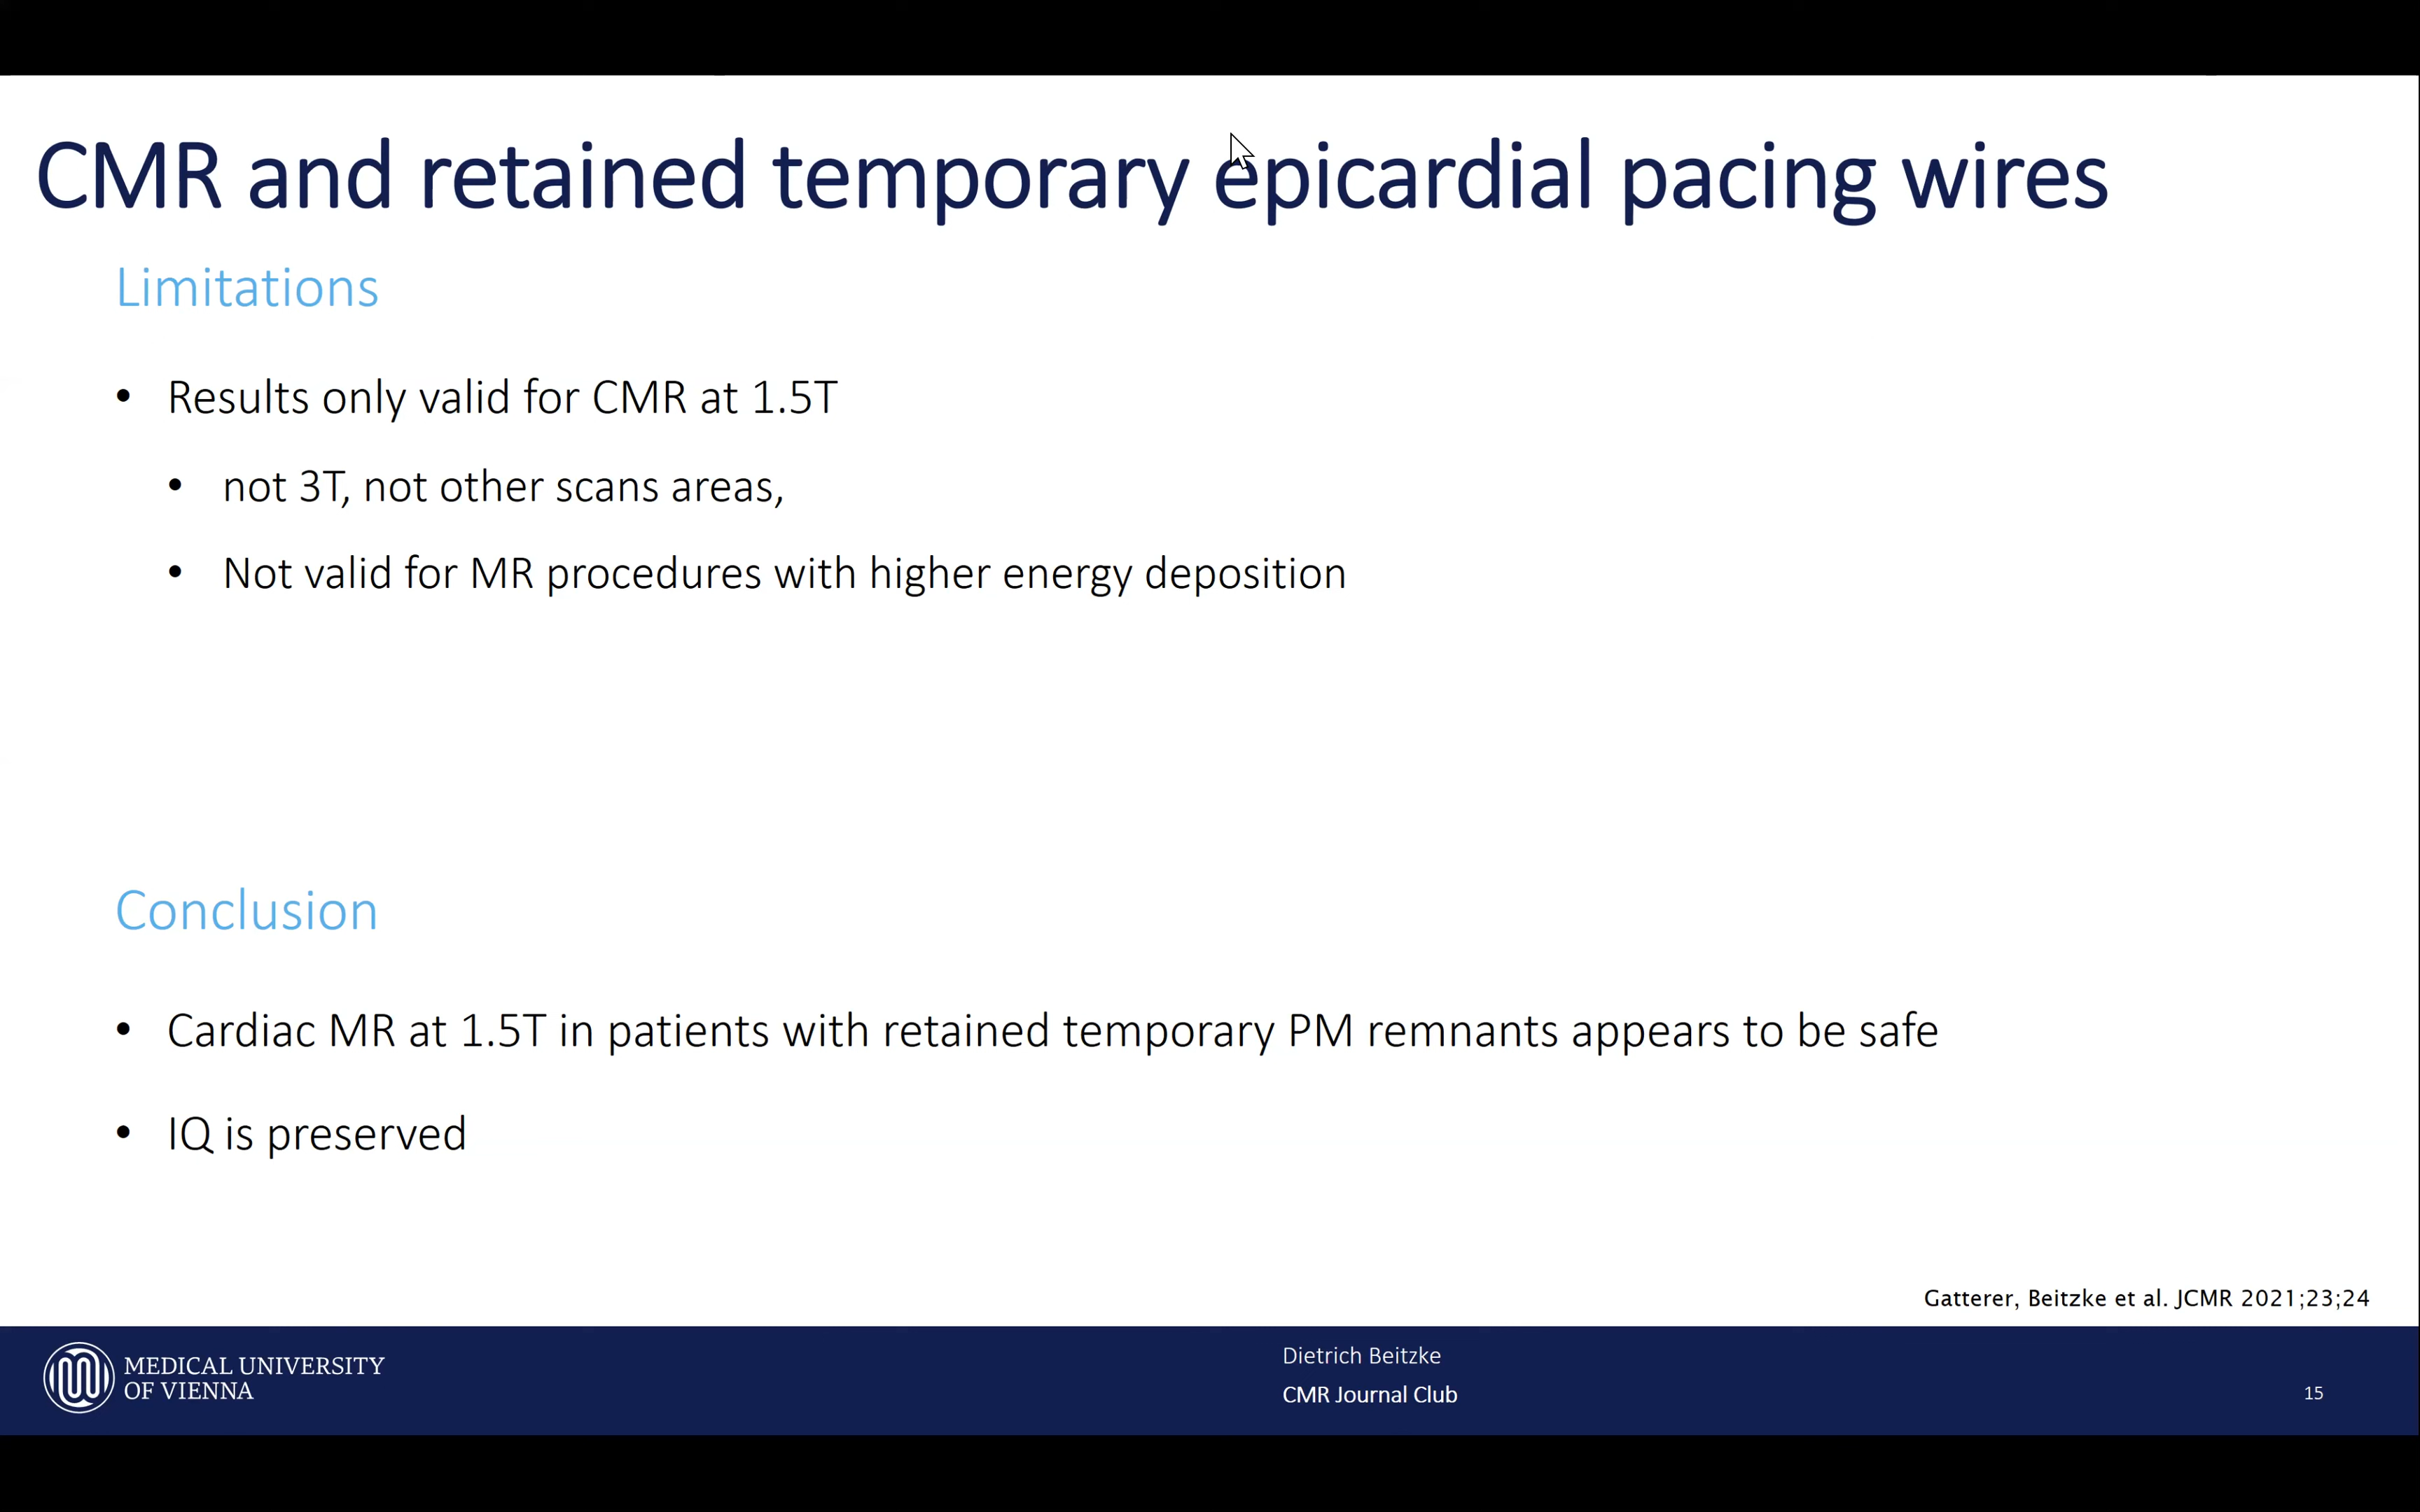 CMR and retained temporary epicardial pacing wires
Limitations
• Results only valid for CMR at 1.5T
• not 3T, not other scans areas,
• Not valid for MR procedures with higher energy deposition
Conclusion
• Cardiac MR at 1.5T in patients with retained temporary PM remnants appears to be safe
• IQ is preserved
Gatterer, Beitzke et al. JCMR 2021;23;24
MEDICAL UNIVERSITY
OF VIENNA
Dietrich Beitzke
CMR Journal Club
15